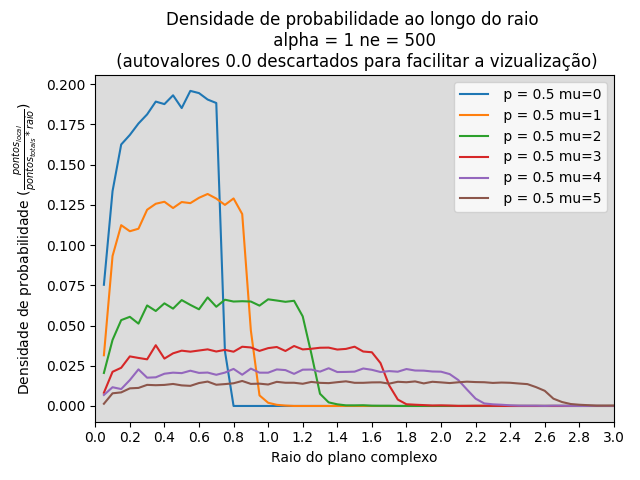 Densidade de probabilidade ao longo do raio
alpha = 1 ne = 500
(autovalores 0.0 descartados para facilitar a vizualização)
Densidade de probabilidade (pontos_local / pontos_totais * raio)
0.200
0.175
0.150
0.125
0.100
0.075
0.050
0.025
0.000
p = 0.5 mu=0
p = 0.5 mu=1
p = 0.5 mu=2
p = 0.5 mu=3
p = 0.5 mu=4
p = 0.5 mu=5
0.0 0.2 0.4 0.6 0.8 1.0 1.2 1.4 1.6 1.8 2.0 2.2 2.4 2.6 2.8 3.0
Raio do plano complexo